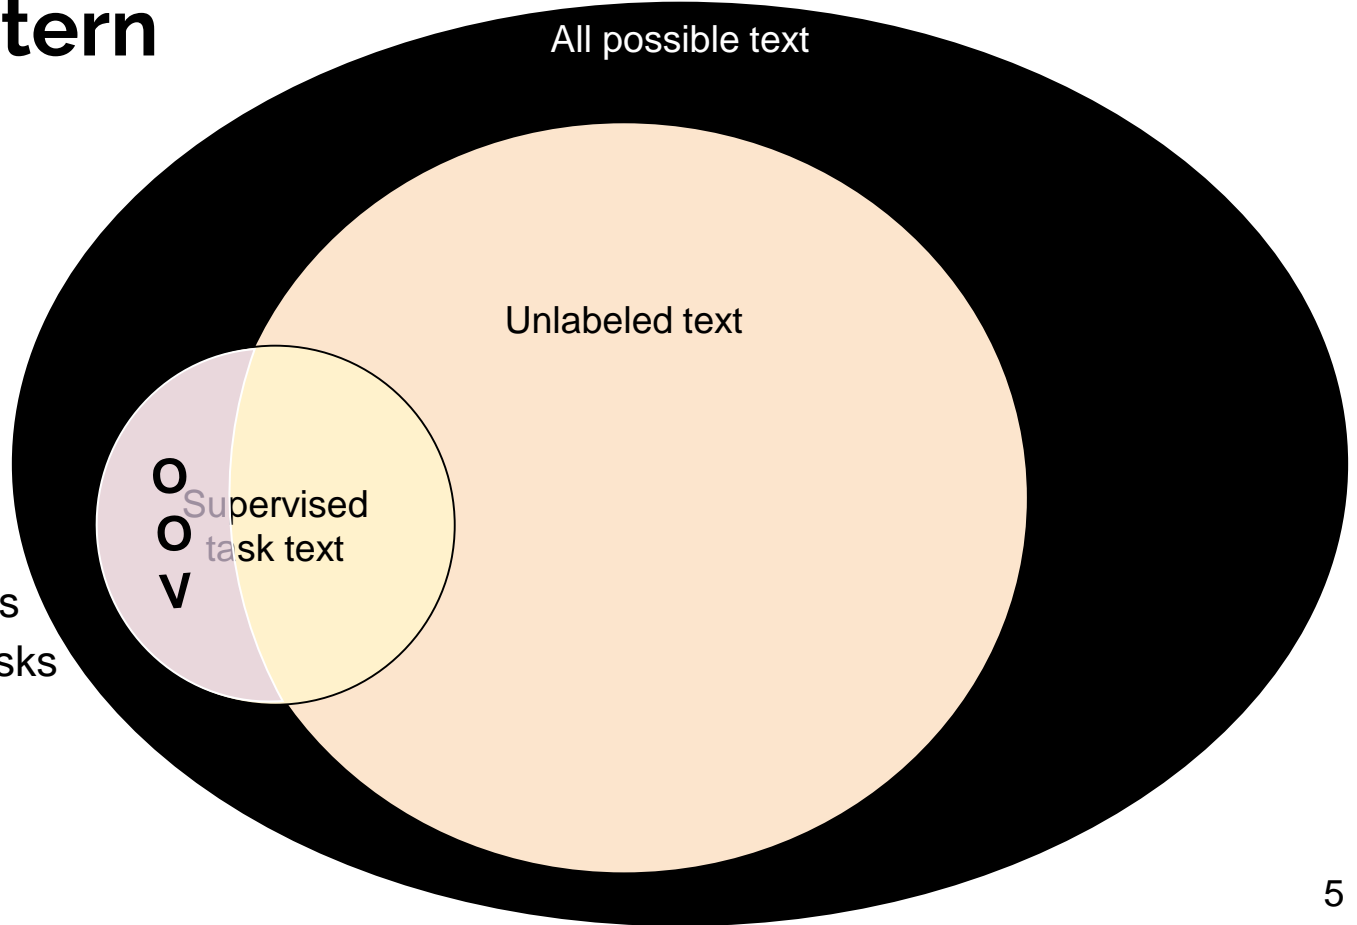 tern
All possible text
Unlabeled text
O
O
V
Supervised
task text
s
sks
5